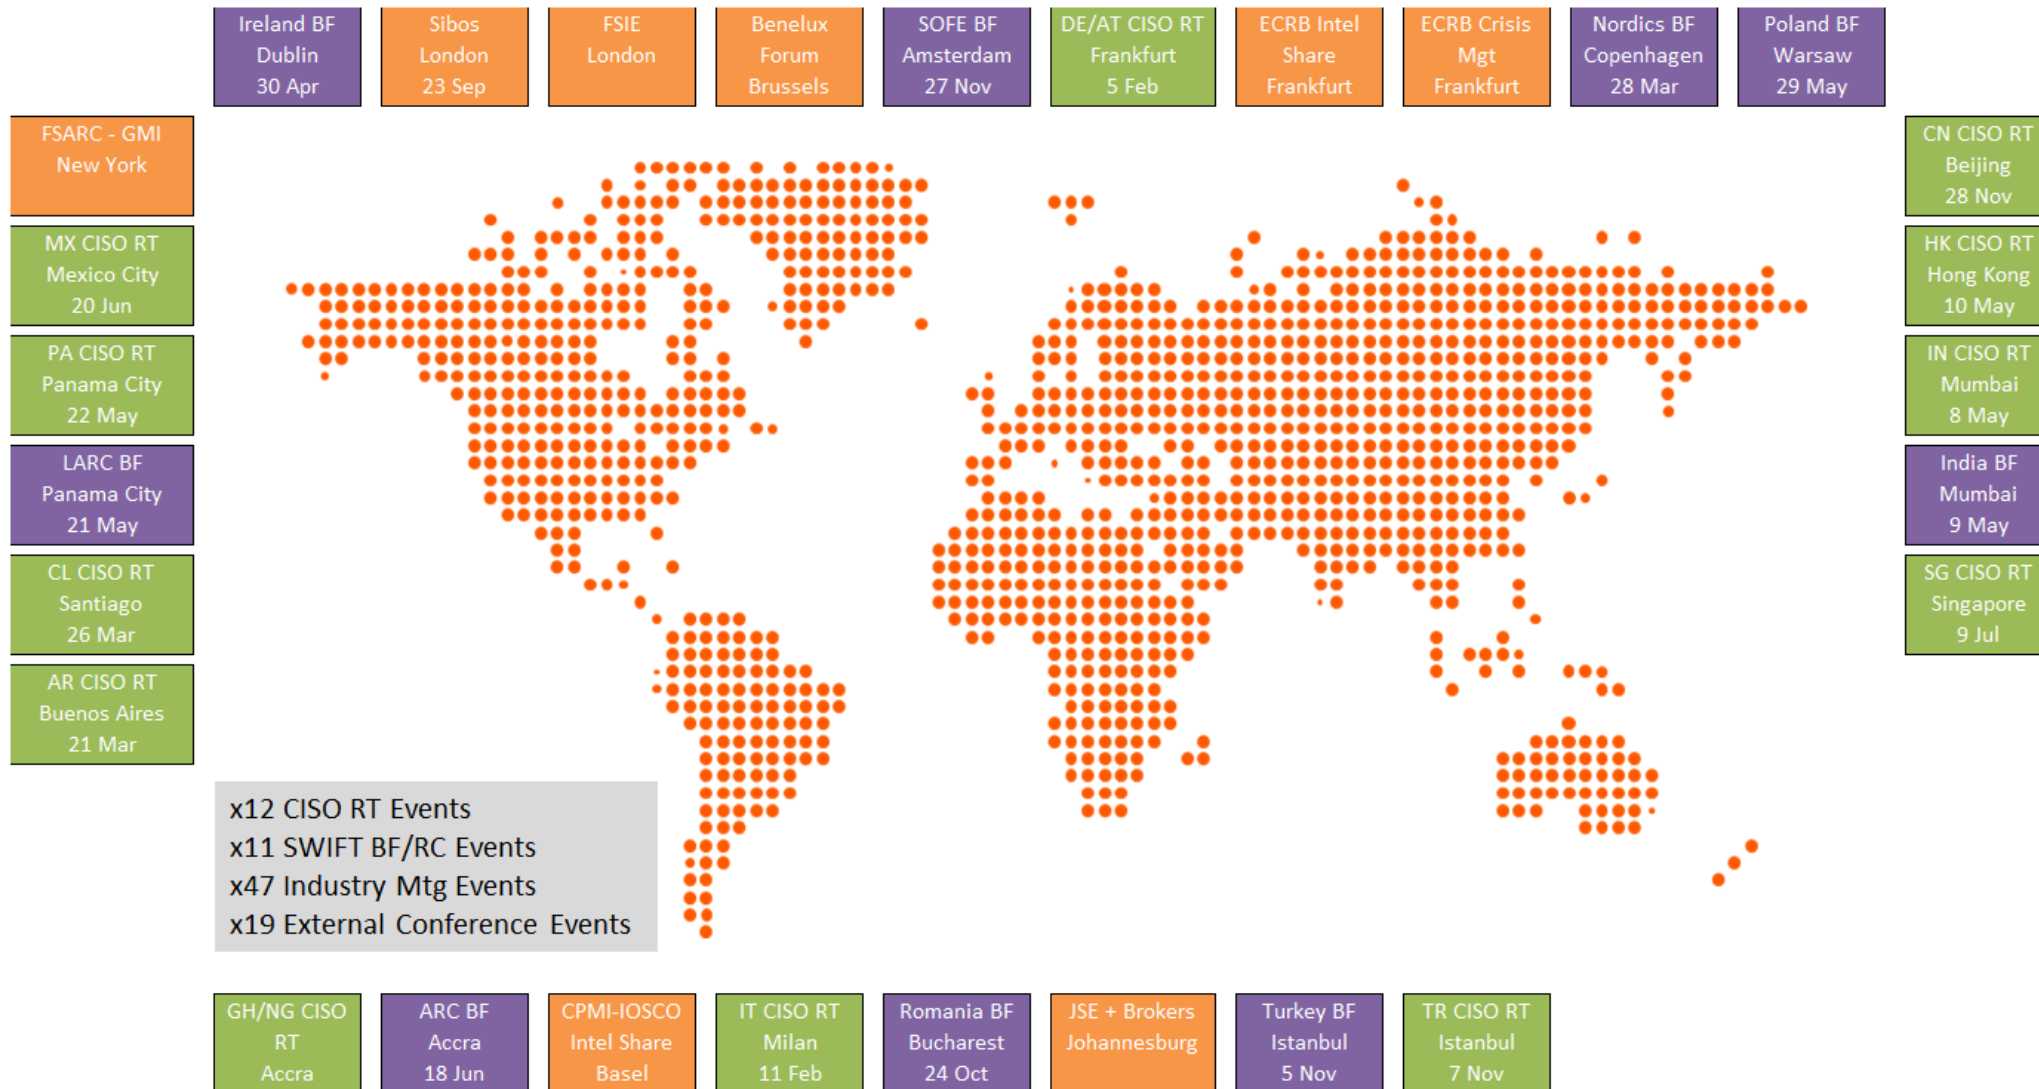 Ireland BF
Dublin
30 Apr
Sibos
London
23 Sep
FSIE
London
Benelux
Forum
Brussels
SOFE BF
Amsterdam
27 Nov
DE/AT CISO RT
Frankfurt
5 Feb
ECRB Intel
Share
Frankfurt
ECRB Crisis
Mgt
Frankfurt
Nordics BF
Copenhagen
28 Mar
Poland BF
Warsaw
29 May
FSARC - GMI
New York
MX CISO RT
Mexico City
20 Jun
PA CISO RT
Panama City
22 May
LARC BF
Panama City
21 May
CL CISO RT
Santiago
26 Mar
AR CISO RT
Buenos Aires
21 Mar
CN CISO RT
Beijing
28 Nov
HK CISO RT
Hong Kong
10 May
IN CISO RT
Mumbai
8 May
India BF
Mumbai
9 May
SG CISO RT
Singapore
9 Jul
x12 CISO RT Events
x11 SWIFT BF/RC Events
x47 Industry Mtg Events
x19 External Conference Events
GH/NG CISO
RT
Accra
ARC BF
Accra
18 Jun
CPMI-IOSCO
Intel Share
Basel
IT CISO RT
Milan
11 Feb
Romania BF
Bucharest
24 Oct
JSE + Brokers
Johannesburg
Turkey BF
Istanbul
5 Nov
TR CISO RT
Istanbul
7 Nov